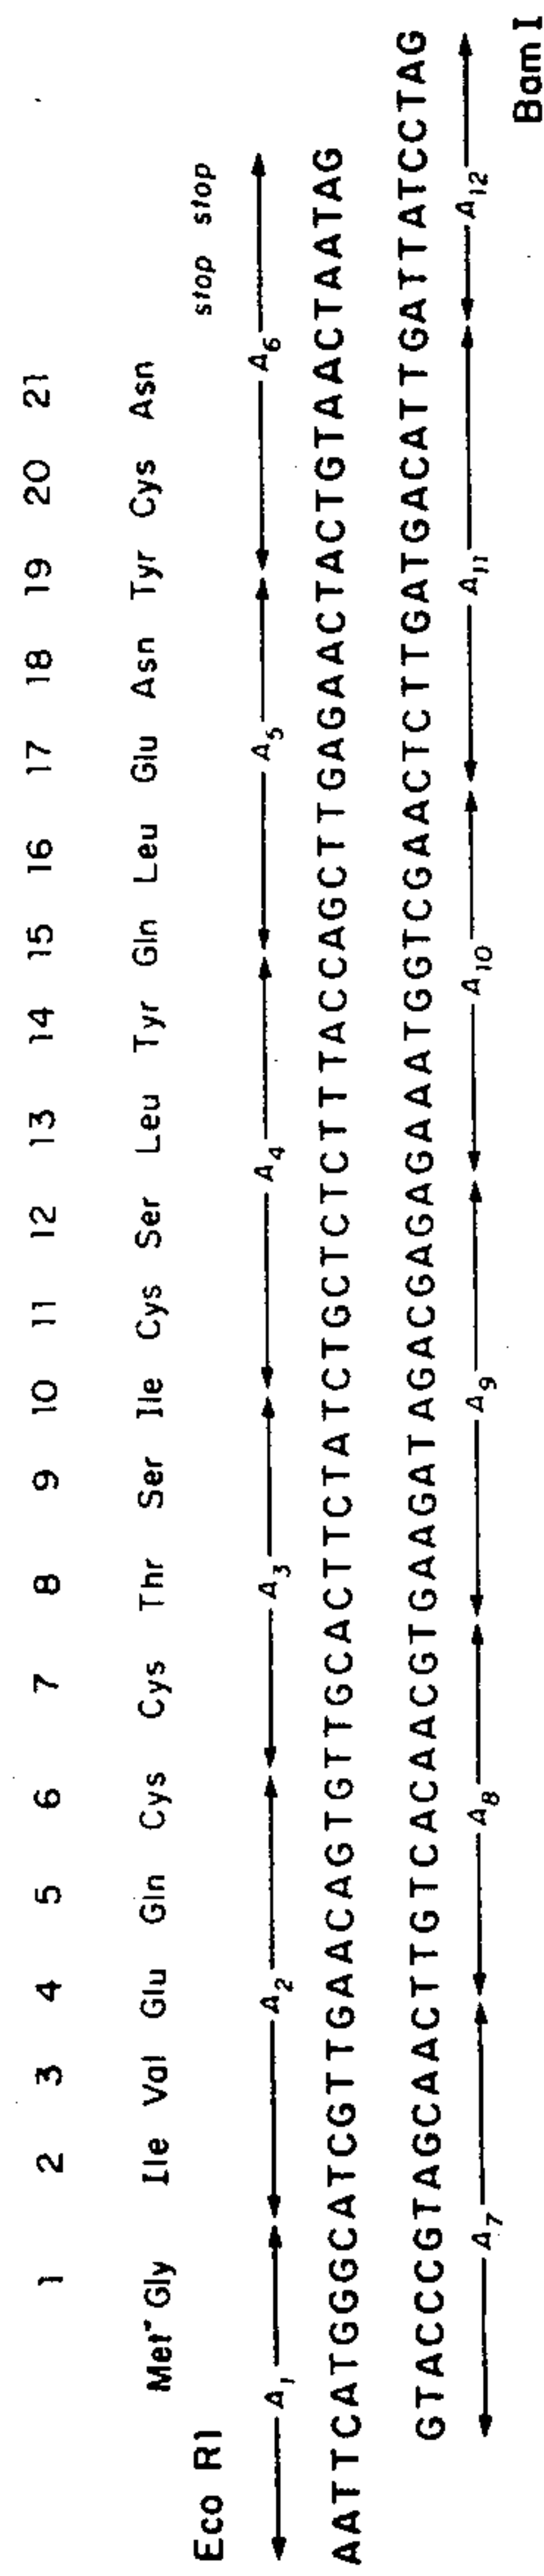 1 2 3 4 5 6 7 8 9 10 11 12 13 14 15 16 17 18 19 20 21
Met-Gly Ile Val Glu Gln Cys Cys Thr Ser Ile Cys Ser Leu Tyr Gln Leu Glu Asn Tyr Cys Asn
Eco R1 stop stop
A1 A2 A3 A4 A5 A6
AATTCATGGGCATCGTTGAACAGTGTTGCACTTCTATCTGCTCTCTTTACCAGCTTGAGAACTACTGTAACTAATAG
GTACCCGTAGCAACTTGTCACAACGTGAAGATAGACGAGAGAAATGGTCGAACTCTTGATGACATTGATTATCCTAG
A7 A8 A9 A10 A11 A12
Bam I